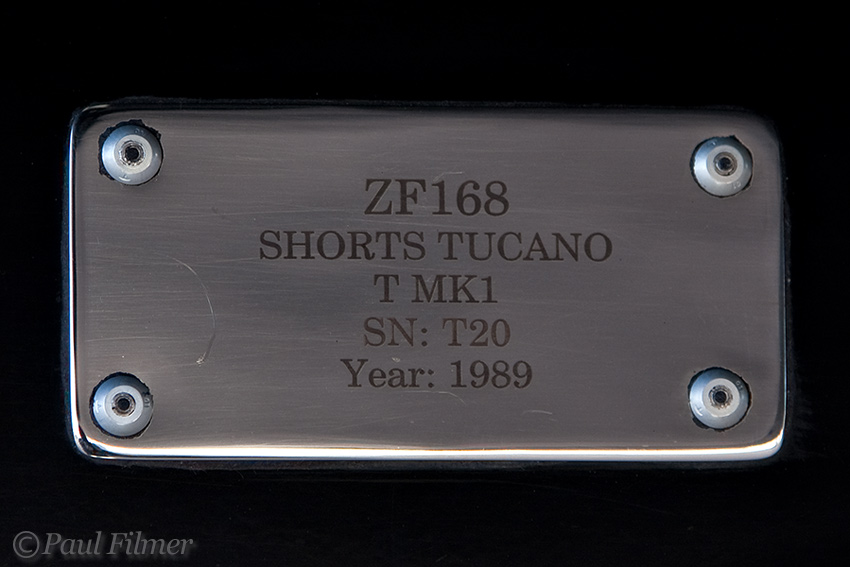 ZF168
SHORTS TUCANO
T MK1
SN: T20
Year: 1989
©Paul Filmer